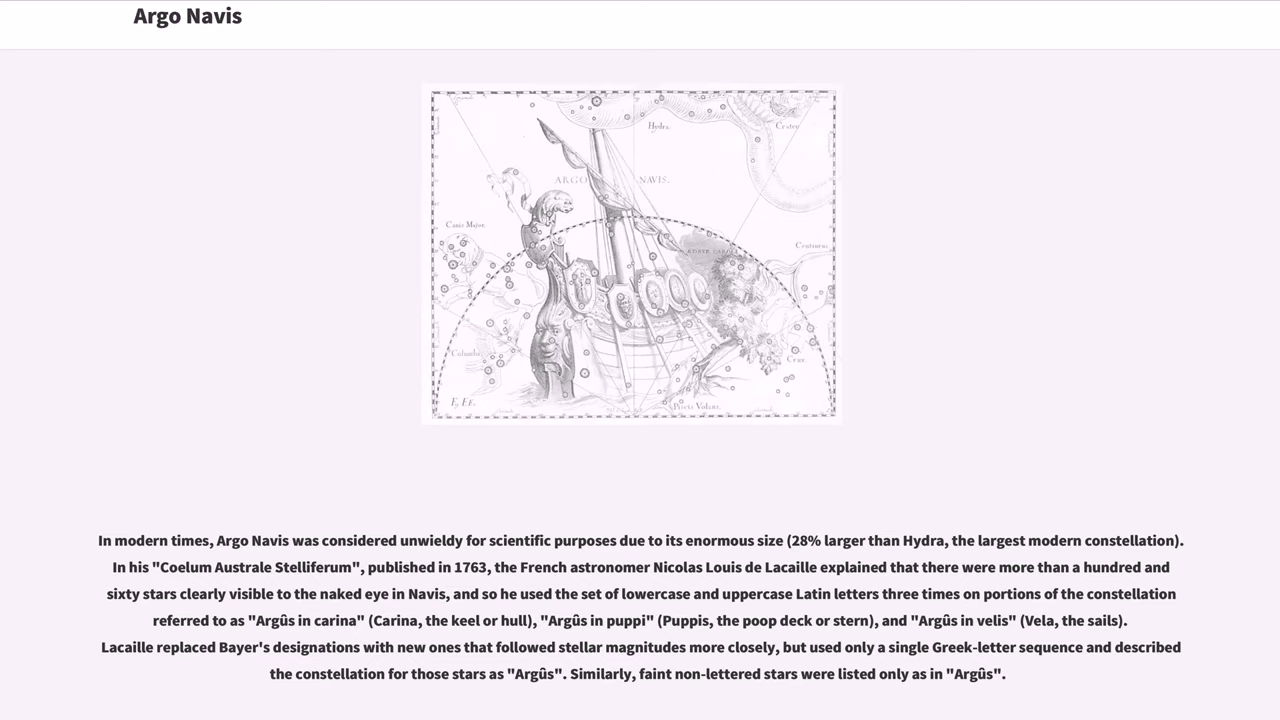 Argo Navis
Hydra.
Crater
ARGO NAVIS.
Canis Major.
Centaurus
Columba
Crux.
Piscis Volans.
In modern times, Argo Navis was considered unwieldy for scientific purposes due to its enormous size (28% larger than Hydra, the largest modern constellation).
In his "Coelum Australe Stelliferum", published in 1763, the French astronomer Nicolas Louis de Lacaille explained that there were more than a hundred and
sixty stars clearly visible to the naked eye in Navis, and so he used the set of lowercase and uppercase Latin letters three times on portions of the constellation
referred to as "Argûs in carina" (Carina, the keel or hull), "Argûs in puppi" (Puppis, the poop deck or stern), and "Argûs in velis" (Vela, the sails).
Lacaille replaced Bayer's designations with new ones that followed stellar magnitudes more closely, but used only a single Greek-letter sequence and described
the constellation for those stars as "Argûs". Similarly, faint non-lettered stars were listed only as in "Argûs".